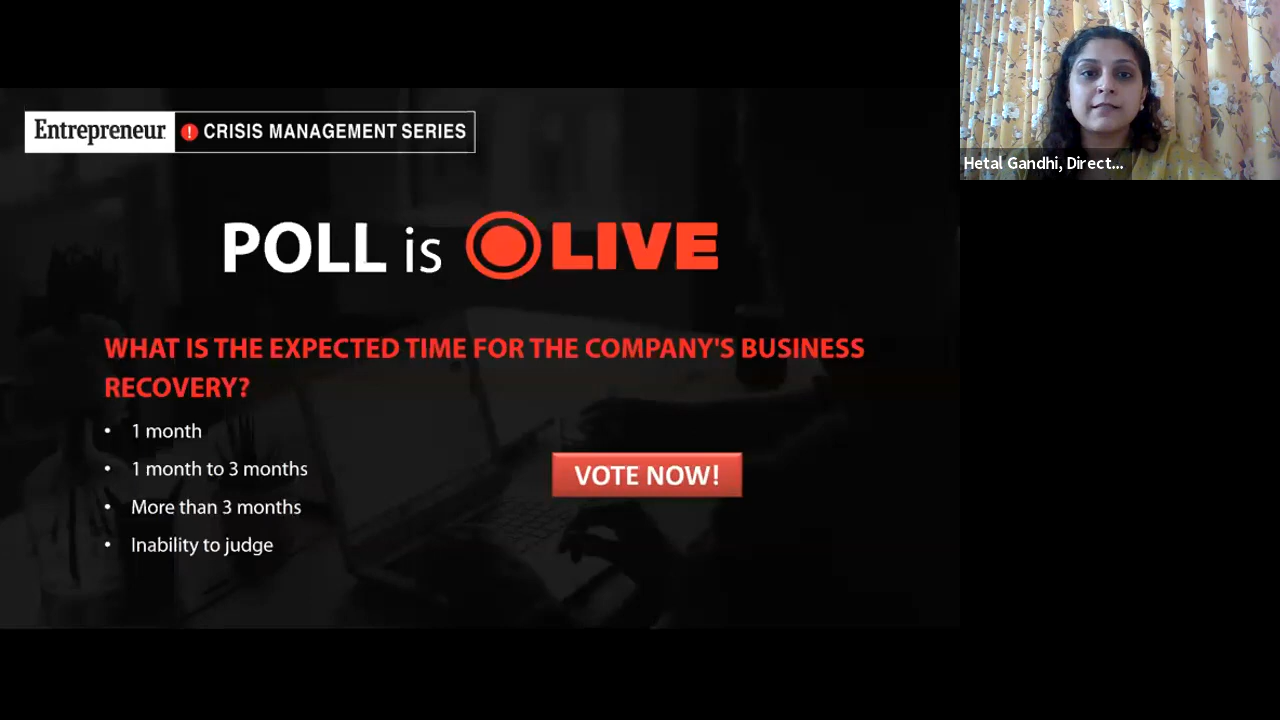 Entrepreneur ! CRISIS MANAGEMENT SERIES
POLL is LIVE
WHAT IS THE EXPECTED TIME FOR THE COMPANY'S BUSINESS
RECOVERY?
• 1 month
• 1 month to 3 months
• More than 3 months
• Inability to judge
VOTE NOW!
Hetal Gandhi, Direct...